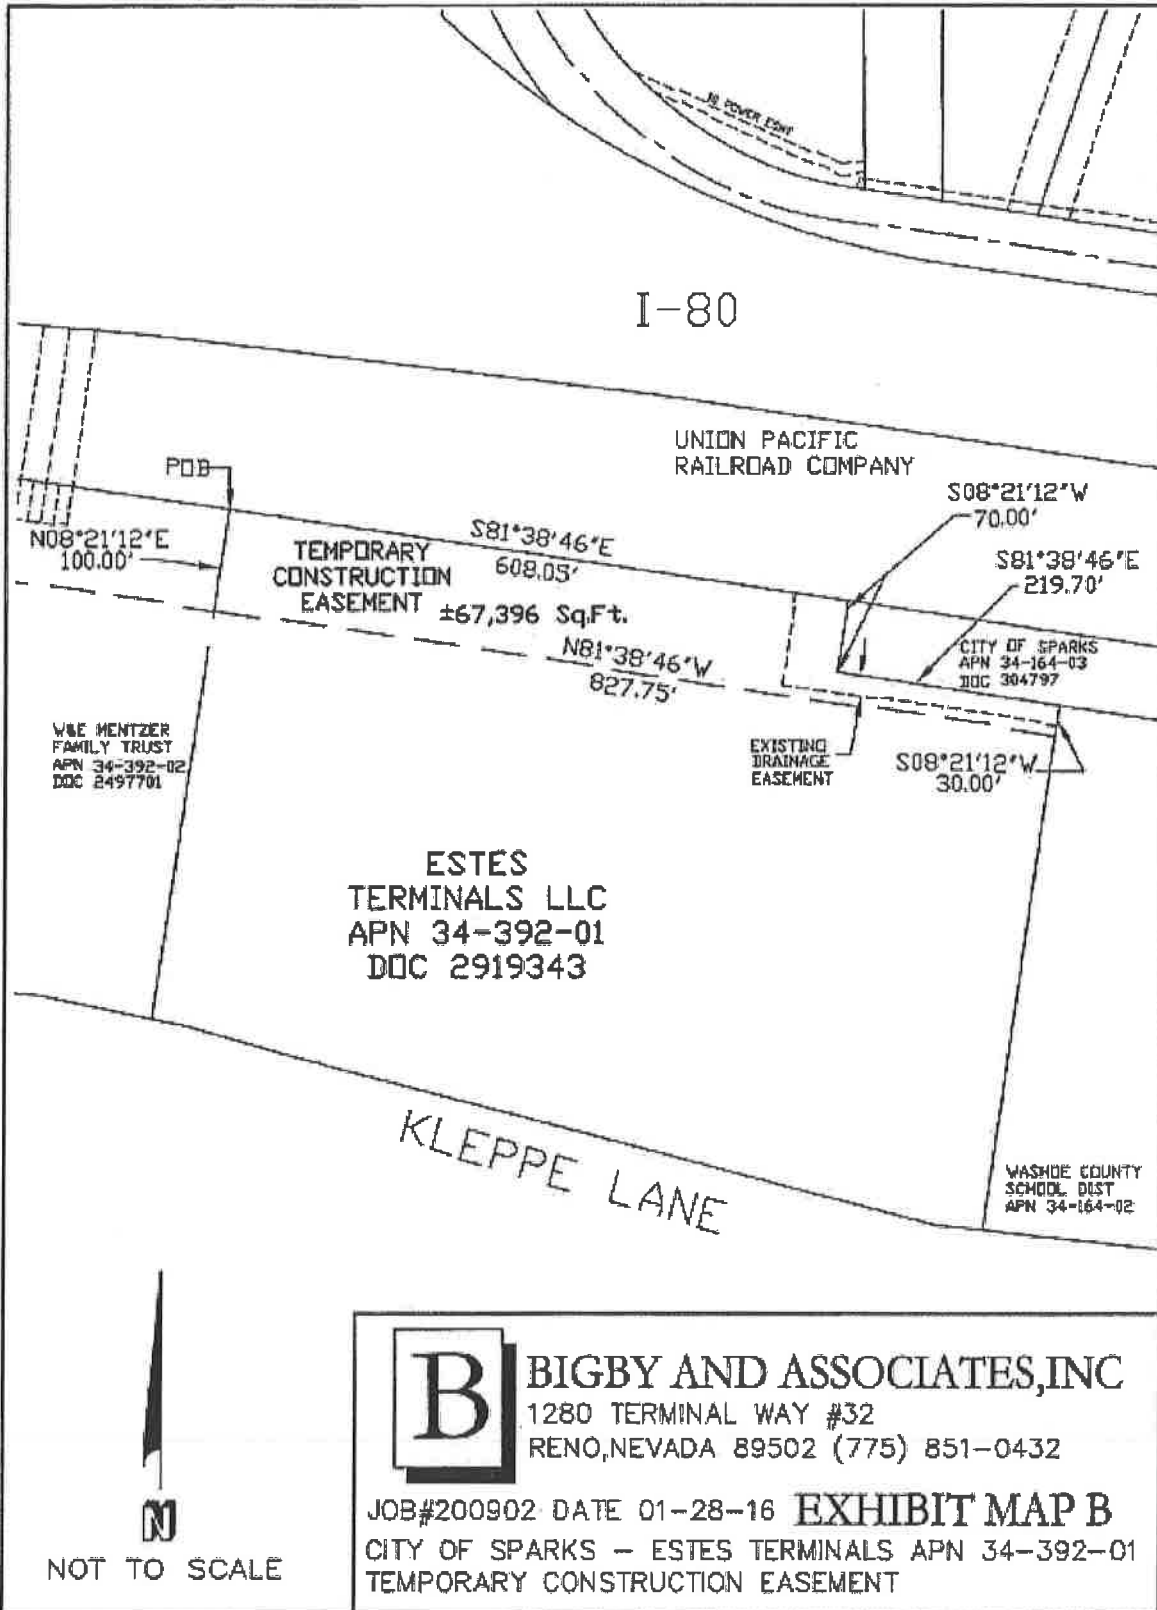 10 POWER ESMT
I-80
UNION PACIFIC
RAILROAD COMPANY
POB
S08°21'12"W
70.00'
N08°21'12"E
100.00'
S81°38'46"E
608.05'
TEMPORARY
CONSTRUCTION
EASEMENT
±67,396 Sq.Ft.
S81°38'46"E
219.70'
N81°38'46"W
827.75'
CITY OF SPARKS
APN 34-164-03
DOC 304797
W&E MENTZER
FAMILY TRUST
APN 34-392-02
DOC 2497701
EXISTING
DRAINAGE
EASEMENT
S08°21'12"W
30.00'
ESTES
TERMINALS LLC
APN 34-392-01
DOC 2919343
KLEPPE LANE
WASHOE COUNTY
SCHOOL DIST
APN 34-164-02
N
NOT TO SCALE
B
BIGBY AND ASSOCIATES,INC
1280 TERMINAL WAY #32
RENO,NEVADA 89502 (775) 851-0432
JOB#200902 DATE 01-28-16 EXHIBIT MAP B
CITY OF SPARKS - ESTES TERMINALS APN 34-392-01
TEMPORARY CONSTRUCTION EASEMENT